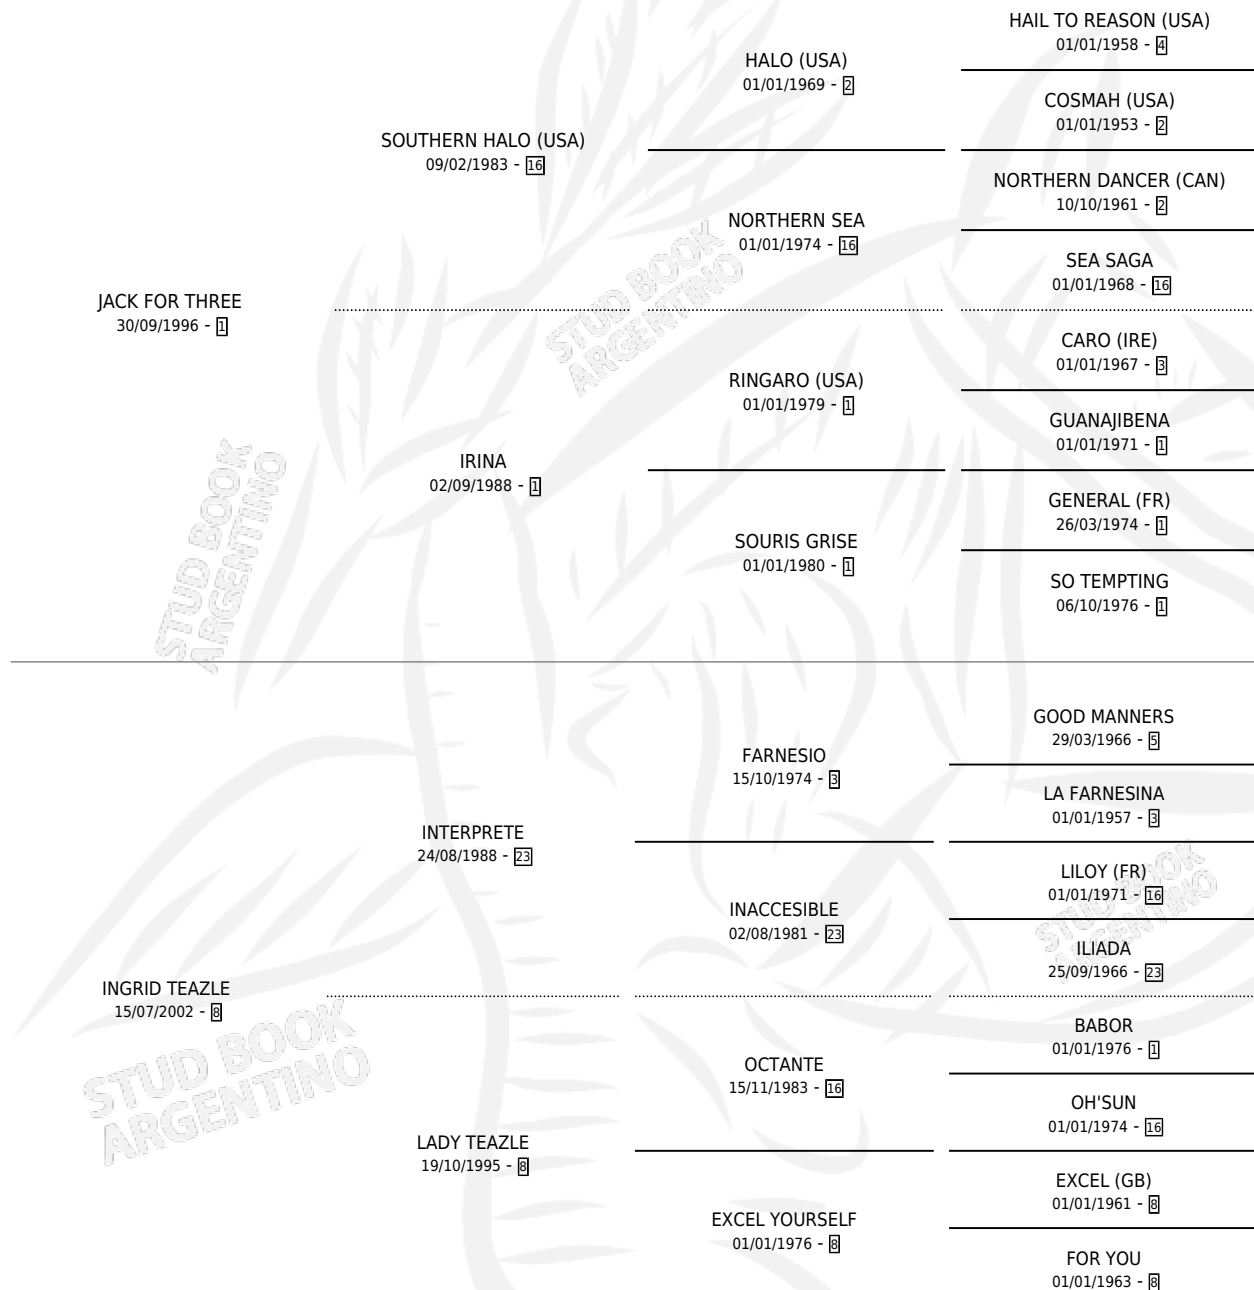 HAIL TO REASON (USA)
01/01/1958 - 4
HALO (USA)
01/01/1969 - 2
COSMAH (USA)
01/01/1953 - 2
SOUTHERN HALO (USA)
09/02/1983 - 16
NORTHERN DANCER (CAN)
10/10/1961 - 2
NORTHERN SEA
01/01/1974 - 16
SEA SAGA
01/01/1968 - 16
JACK FOR THREE
30/09/1996 - 1
STUD BOOK
ARGENTINO
CARO (IRE)
01/01/1967 - 3
RINGARO (USA)
01/01/1979 - 1
GUANAJIBENA
01/01/1971 - 1
IRINA
02/09/1988 - 1
GENERAL (FR)
26/03/1974 - 1
SOURIS GRISE
01/01/1980 - 1
SO TEMPTING
06/10/1976 - 1
STUD BOOK
ARGENTINO
GOOD MANNERS
29/03/1966 - 5
FARNESIO
15/10/1974 - 3
LA FARNESINA
01/01/1957 - 3
INTERPRETE
24/08/1988 - 23
LILOY (FR)
01/01/1971 - 16
INACCESIBLE
02/08/1981 - 23
STUD BOOK
ARGENTINO
ILIADA
25/09/1966 - 23
INGRID TEAZLE
15/07/2002 - 8
STUD BOOK
ARGENTINO
BABOR
01/01/1976 - 1
OCTANTE
15/11/1983 - 16
OH'SUN
01/01/1974 - 16
LADY TEAZLE
19/10/1995 - 8
EXCEL (GB)
01/01/1961 - 8
EXCEL YOURSELF
01/01/1976 - 8
FOR YOU
01/01/1963 - 8